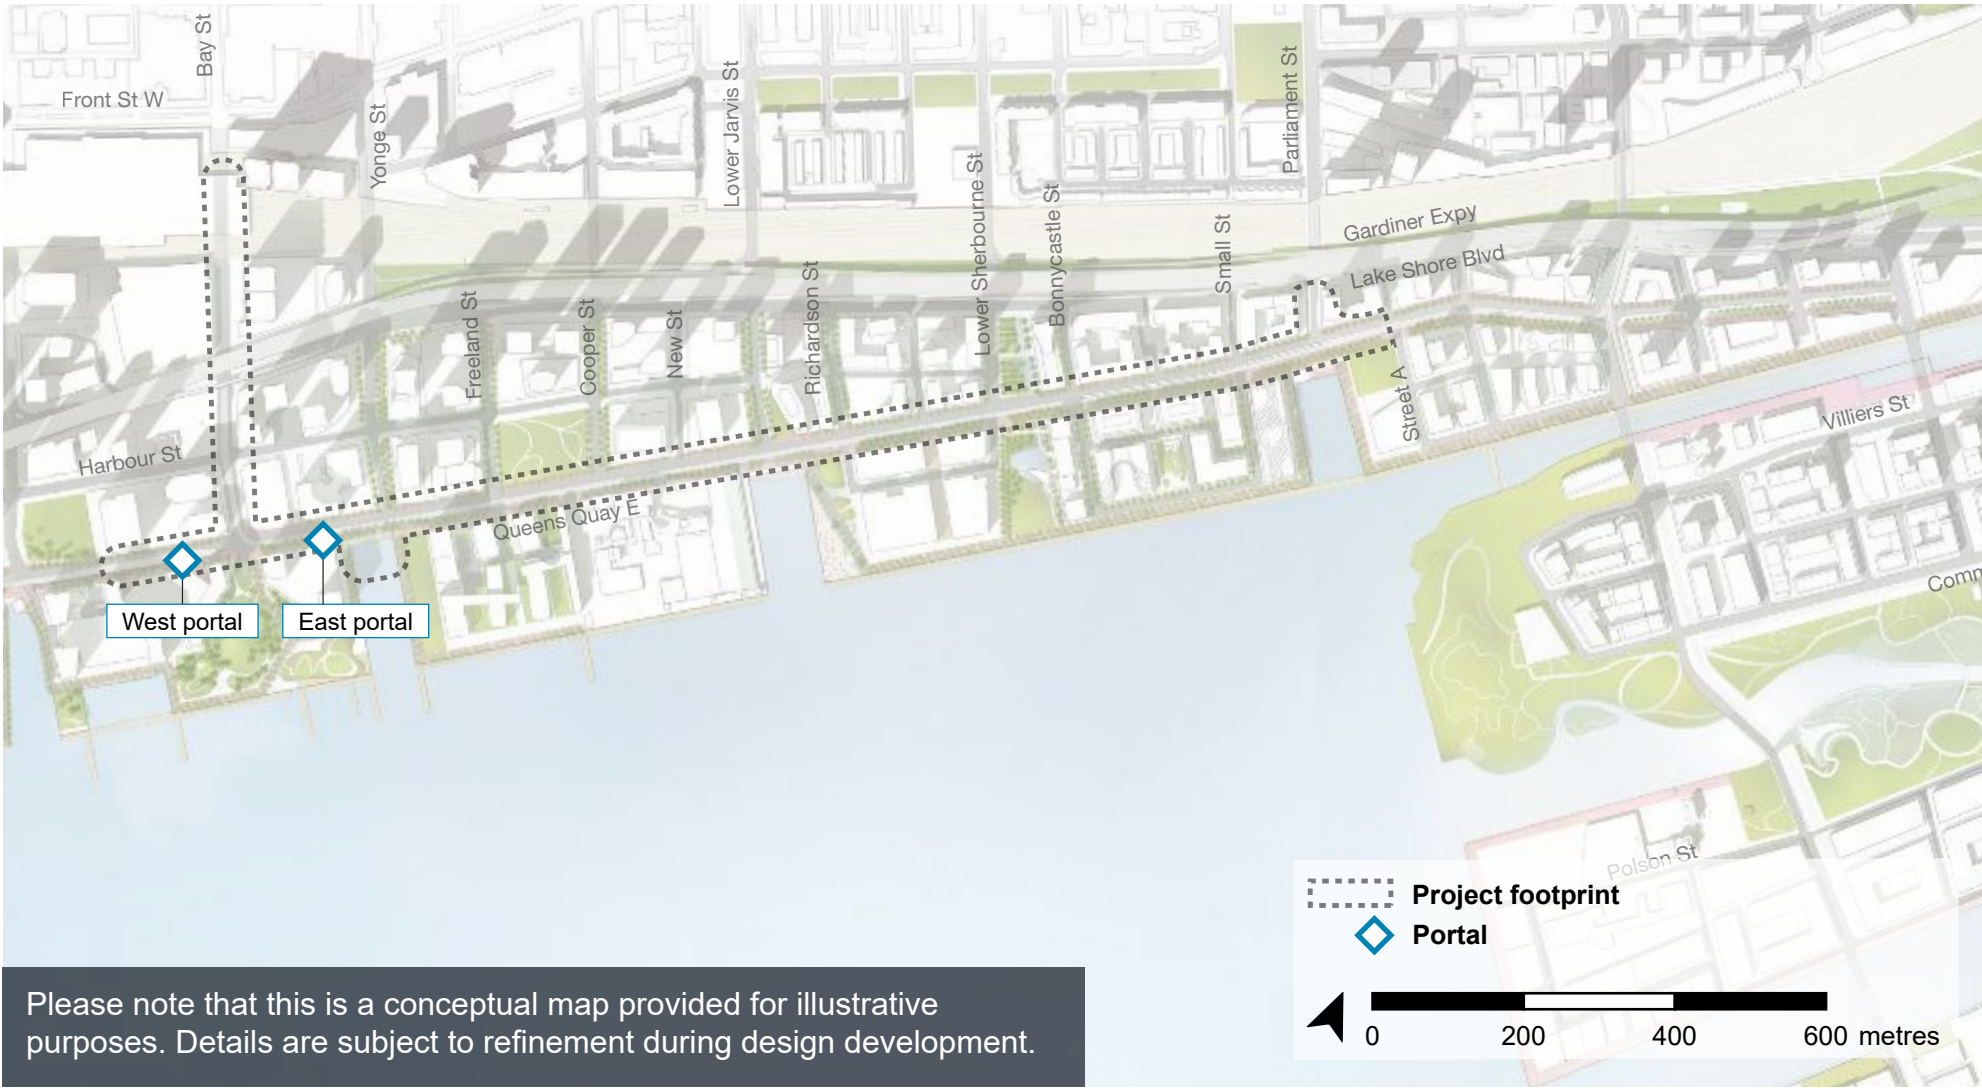 Bay St
Front St W
Yonge St
Lower Jarvis St
Parliament St
Lower Sherbourne St
Bonnycastle St
Small St
Gardiner Expy
Lake Shore Blvd
Freeland St
Cooper St
New St
Richardson St
Street A
Villiers St
Harbour St
Queens Quay E
Comm
West portal
East portal
Polson St
Project footprint
Portal
0 200 400 600 metres
Please note that this is a conceptual map provided for illustrative
purposes. Details are subject to refinement during design development.